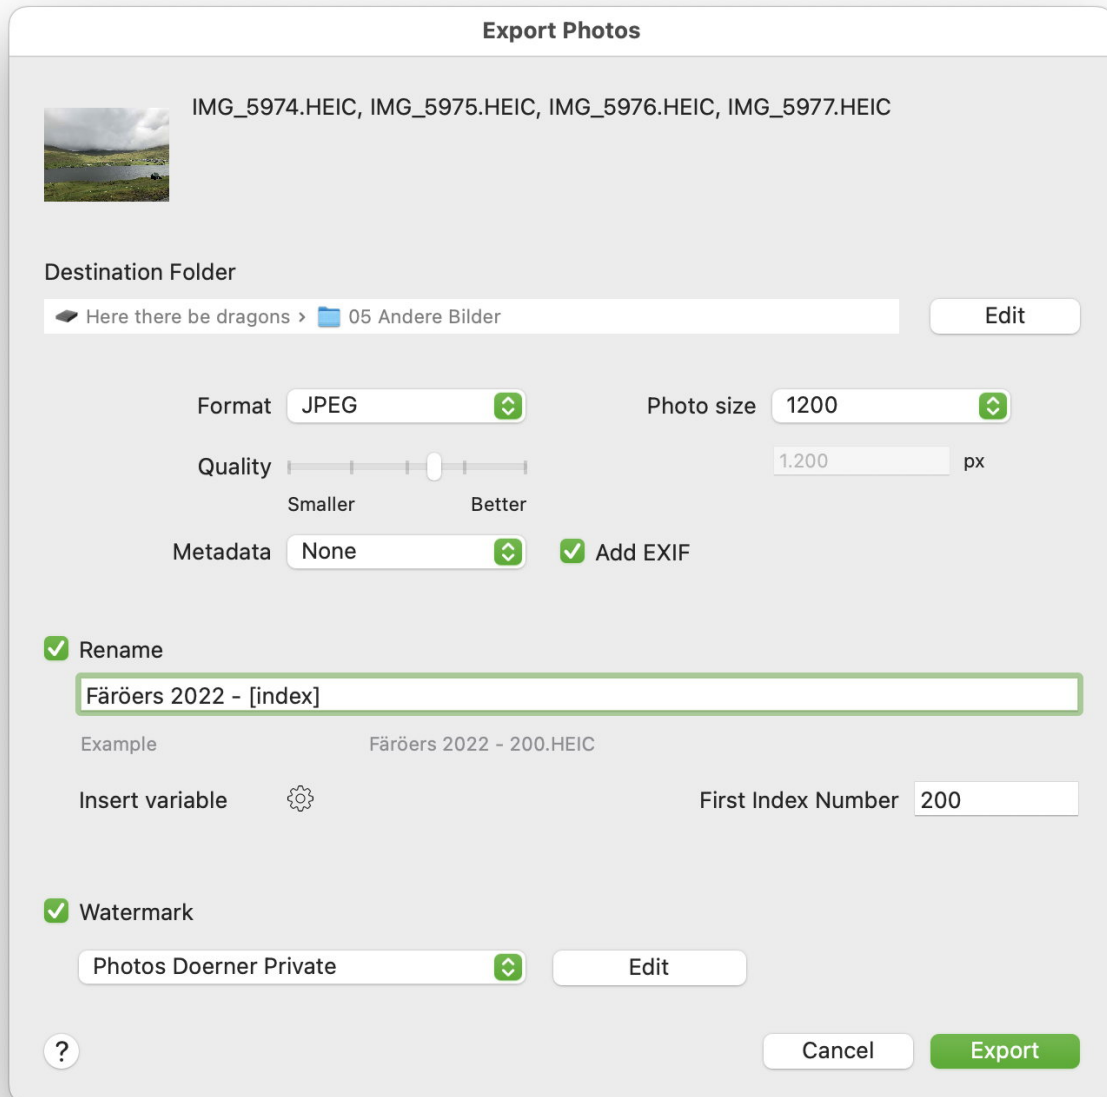 Export Photos
IMG_5974.HEIC, IMG_5975.HEIC, IMG_5976.HEIC, IMG_5977.HEIC
Destination Folder
Here there be dragons › 05 Andere Bilder
Edit
Format JPEG
Photo size 1200
Quality
1.200 px
Smaller Better
Metadata None
Add EXIF
Rename
Färöers 2022 - [index]
Example Färöers 2022 - 200.HEIC
Insert variable
First Index Number 200
Watermark
Photos Doerner Private
Edit
?
Cancel
Export